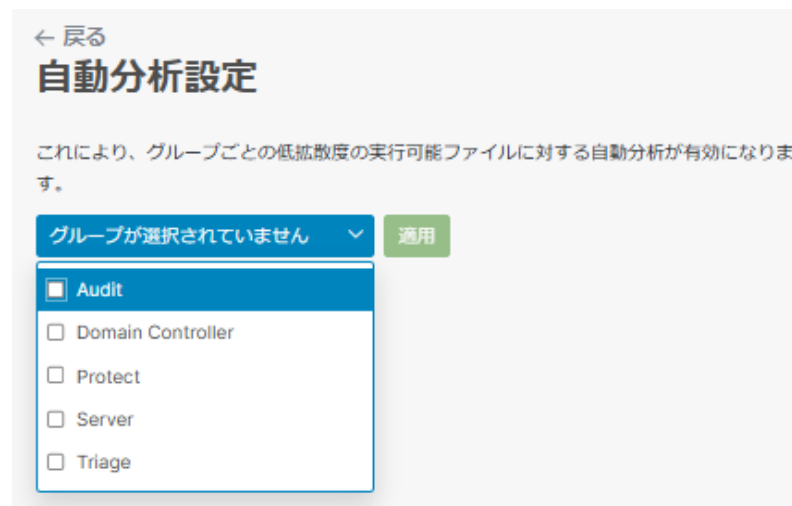 ← 戻る
自動分析設定
これにより、グループごとの低拡散度の実行可能ファイルに対する自動分析が有効になりま
す。
グループが選択されていません 適用
Audit
Domain Controller
Protect
Server
Triage